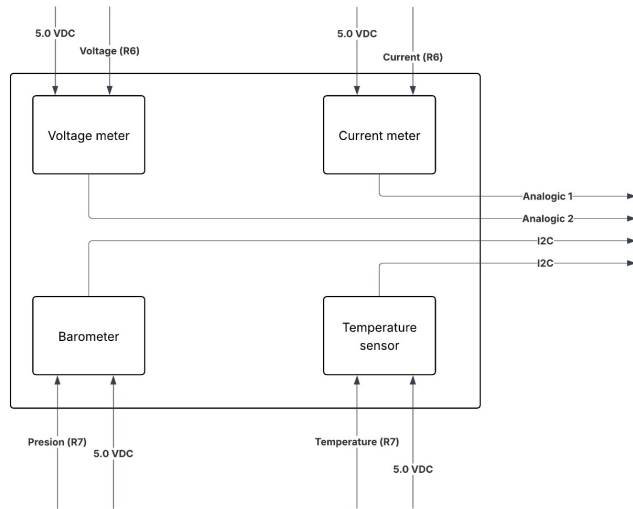 5.0 VDC
5.0 VDC
Voltage (R6)
Current (R6)
Voltage meter
Current meter
Analogic 1
Analogic 2
I2C
I2C
Barometer
Temperature
sensor
Presion (R7)
Temperature (R7)
5.0 VDC
5.0 VDC